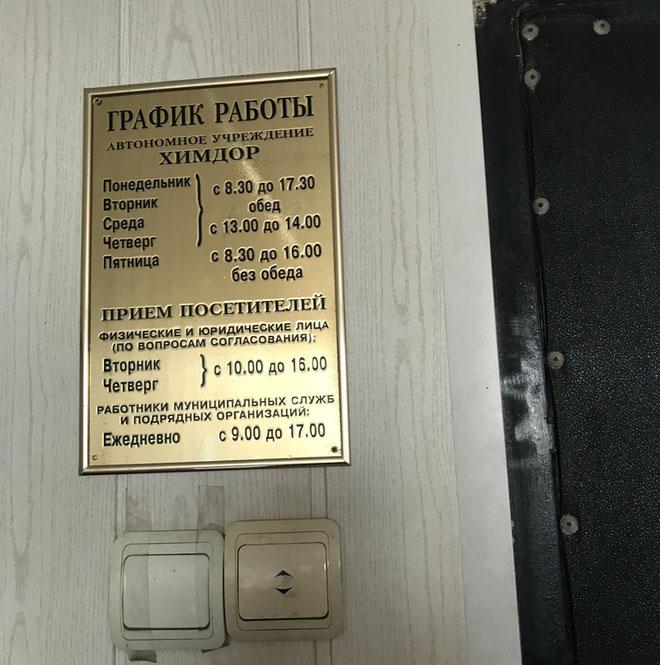 ГРАФИК РАБОТЫ
АВТОНОМНОЕ УЧРЕЖДЕНИЕ
ХИМДОР
Понедельник
Вторник
Среда
Четверг
с 8.30 до 17.30
обед
с 13.00 до 14.00
Пятница с 8.30 до 16.00
без обеда
ПРИЕМ ПОСЕТИТЕЛЕЙ
ФИЗИЧЕСКИЕ И ЮРИДИЧЕСКИЕ ЛИЦА
(ПО ВОПРОСАМ СОГЛАСОВАНИЯ):
Вторник
Четверг
с 10.00 до 16.00
РАБОТНИКИ МУНИЦИПАЛЬНЫХ СЛУЖБ
И ПОДРЯДНЫХ ОРГАНИЗАЦИЙ:
Ежедневно с 9.00 до 17.00